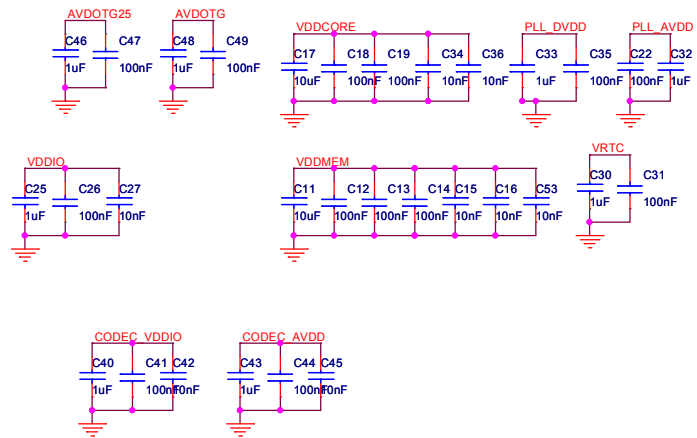 AVDOTG25 AVDOTG VDDCORE PLL_DVDD PLL_AVDD
C46 C47 C48 C49 C17 C18 C19 C34 C36 C33 C35 C22 C32
1uF 100nF 1uF 100nF 10uF 100nF 100nF 100nF 10nF 1uF 100nF 100nF 1uF
VDDIO VDDMEM VRTC
C25 C26 C27 C11 C12 C13 C14 C15 C16 C53 C30 C31
1uF 100nF 10nF 10uF 100nF 100nF 100nF 10nF 10nF 10nF 1uF 100nF
CODEC_VDDIO CODEC_AVDD
C40 C41 C42 C43 C44 C45
1uF 100nF 10nF 1uF 100nF 10nF